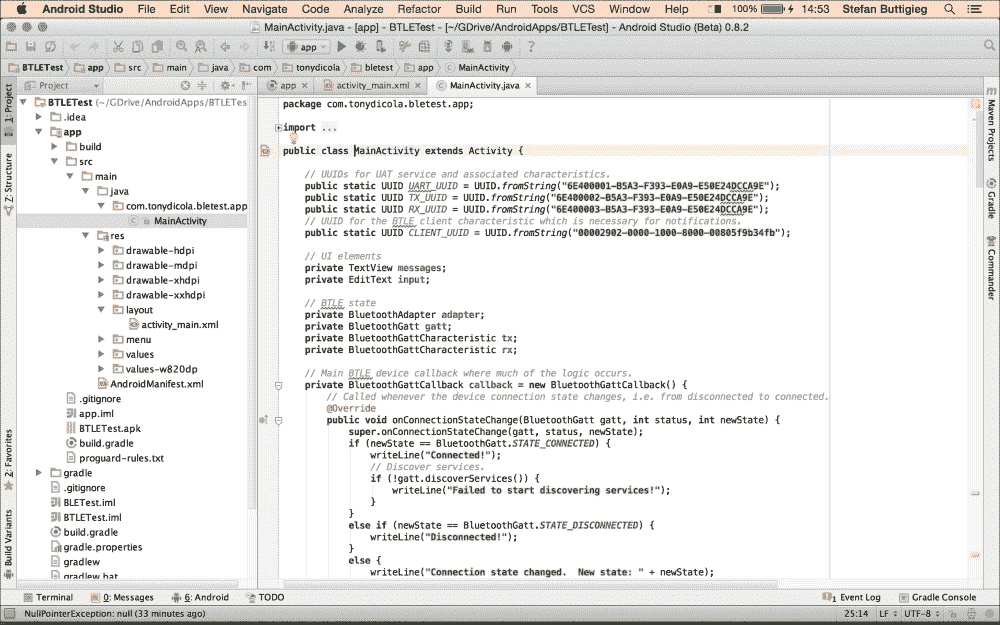 Android Studio File Edit View Navigate Code Analyze Refactor Build Run Tools VCS Window Help 100% 14:53 Stefan Buttigieg
MainActivity.java - [app] - BTLETest - [~/GDrive/AndroidApps/BTLETest] - Android Studio (Beta) 0.8.2
app
BTLETest app src main java com tonydicola bletest app MainActivity
Project
app activity_main.xml MainActivity.java
1: Project
Z: Structure
2: Favorites
Build Variants
BTLETest (~/GDrive/AndroidApps/BTLETes
.idea
app
build
src
main
java
com.tonydicola.bletest.app
MainActivity
res
drawable-hdpi
drawable-mdpi
drawable-xhdpi
drawable-xxhdpi
layout
activity_main.xml
menu
values
values-w820dp
AndroidManifest.xml
.gitignore
app.iml
BTLETest.apk
build.gradle
proguard-rules.txt
gradle
.gitignore
BLETest.iml
BTLETest.iml
build.gradle
gradle.properties
gradlew
gradlew.bat
package com.tonydicola.bletest.app;
import ...
public class MainActivity extends Activity {
// UUIDs for UAT service and associated characteristics.
public static UUID UART_UUID = UUID.fromString("6E400001-B5A3-F393-E0A9-E50E24DCCA9E");
public static UUID TX_UUID = UUID.fromString("6E400002-B5A3-F393-E0A9-E50E24DCCA9E");
public static UUID RX_UUID = UUID.fromString("6E400003-B5A3-F393-E0A9-E50E24DCCA9E");
// UUID for the BTLE client characteristic which is necessary for notifications.
public static UUID CLIENT_UUID = UUID.fromString("00002902-0000-1000-8000-00805f9b34fb");
// UI elements
private TextView messages;
private EditText input;
// BTLE state
private BluetoothAdapter adapter;
private BluetoothGatt gatt;
private BluetoothGattCharacteristic tx;
private BluetoothGattCharacteristic rx;
// Main BTLE device callback where much of the logic occurs.
private BluetoothGattCallback callback = new BluetoothGattCallback() {
// Called whenever the device connection state changes, i.e. from disconnected to connected.
@Override
public void onConnectionStateChange(BluetoothGatt gatt, int status, int newState) {
super.onConnectionStateChange(gatt, status, newState);
if (newState == BluetoothGatt.STATE_CONNECTED) {
writeLine("Connected!");
// Discover services.
if (!gatt.discoverServices()) {
writeLine("Failed to start discovering services!");
}
}
else if (newState == BluetoothGatt.STATE_DISCONNECTED) {
writeLine("Disconnected!");
}
else {
writeLine("Connection state changed.  New state: " + newState);
m Maven Projects
Gradle
Commander
Terminal 0: Messages 6: Android TODO 1 Event Log Gradle Console
NullPointerException: null (33 minutes ago) 25:14 LF UTF-8